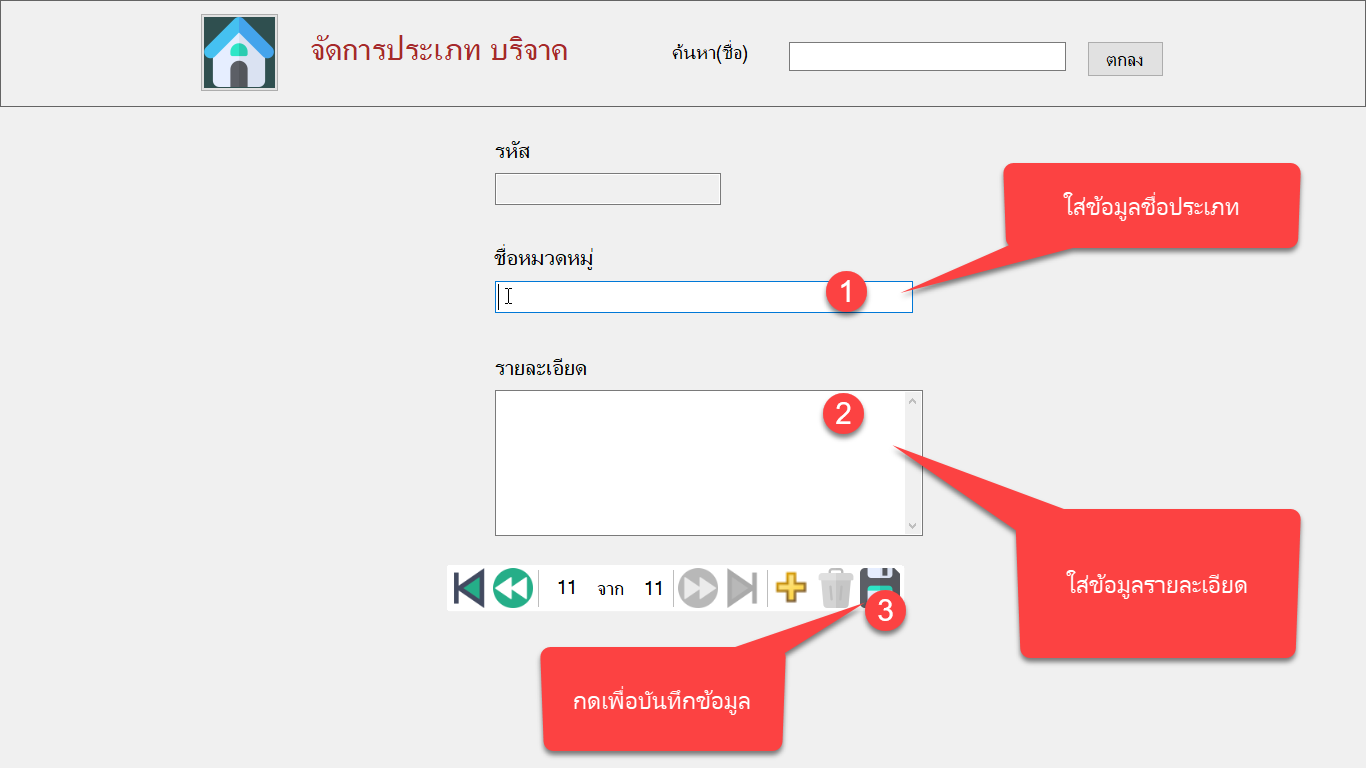 จัดการประเภท บริจาค
ค้นหา(ชื่อ)
ตกลง
รหัส
ใส่ข้อมูลชื่อประเภท
ชื่อหมวดหมู่
1
รายละเอียด
2
ใส่ข้อมูลรายละเอียด
11 จาก 11
3
กดเพื่อบันทึกข้อมูล